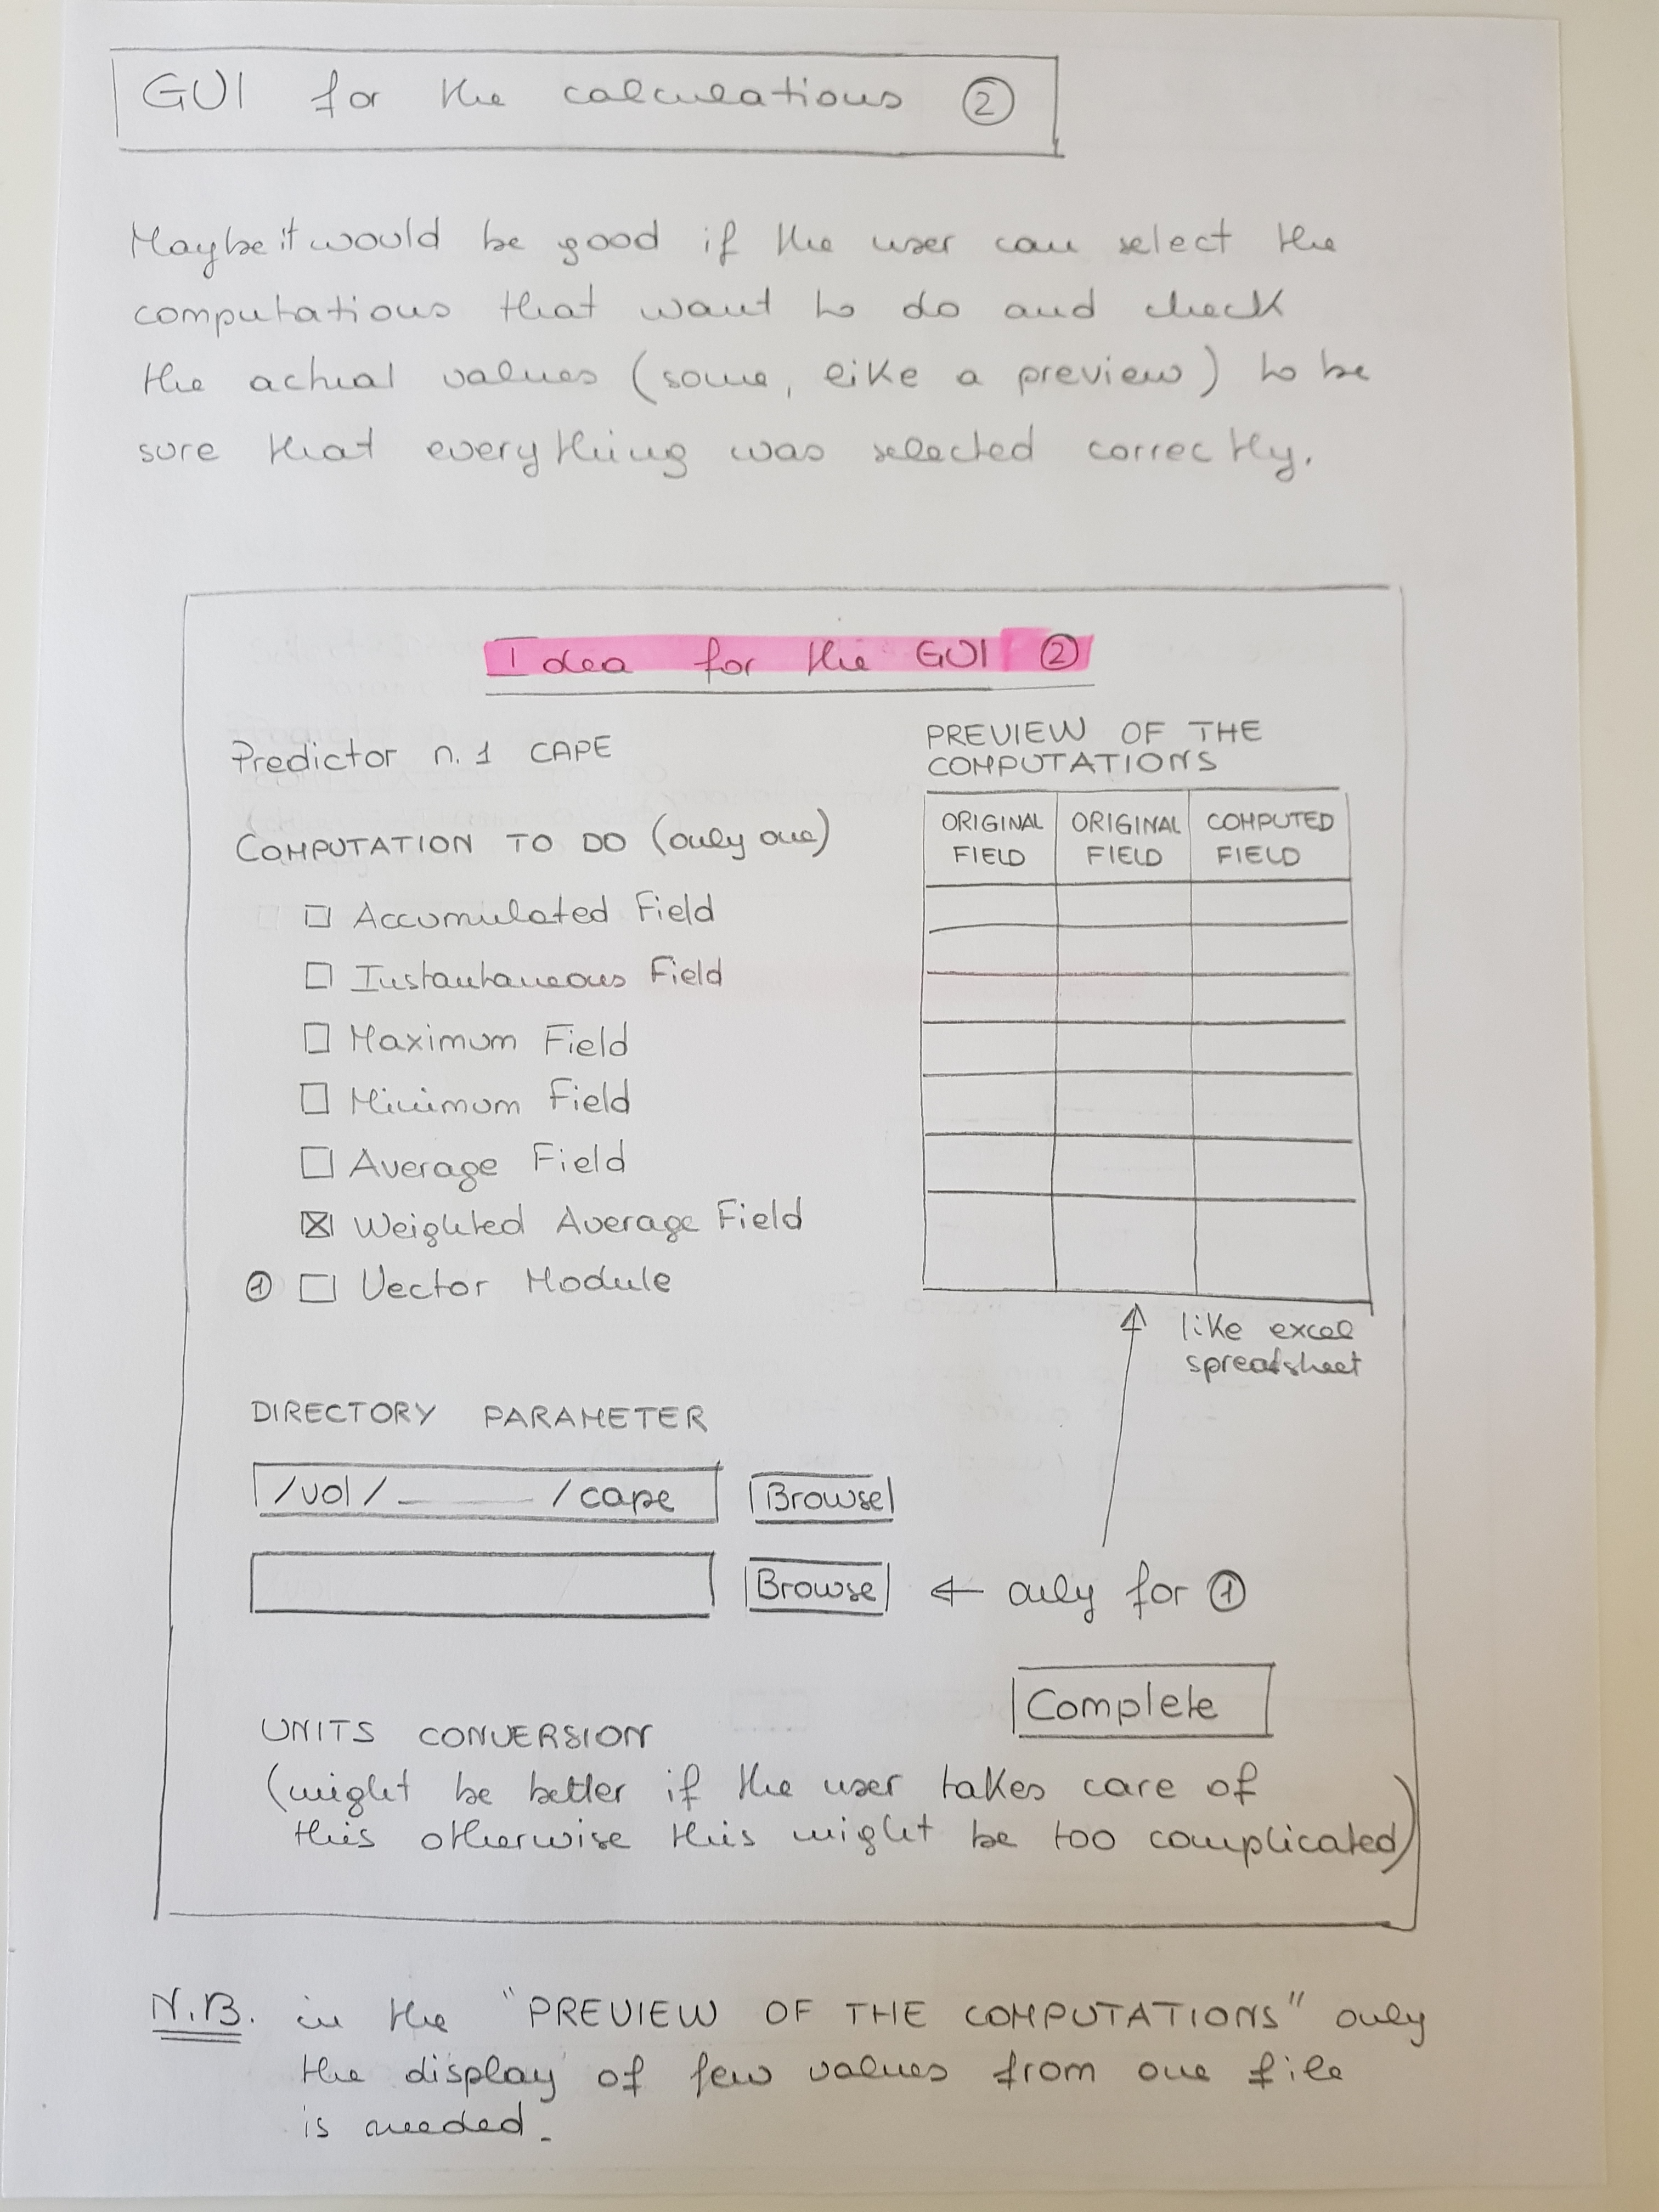 GUI for the calculations ②
Maybe it would be good if the user can select the
computations that want to do and check
the actual values (some, like a preview) to be
sure that everything was selected correctly.
Idea for the GUI ②
Predictor n. 1 CAPE
COMPUTATION TO DO (only one)
Accumulated Field
Instantaneous Field
Maximum Field
Minimum Field
Average Field
☒ Weighted Average Field
① Vector Module
PREVIEW OF THE
COMPUTATIONS
ORIGINAL FIELD
ORIGINAL FIELD
COMPUTED FIELD
like excel
spreadsheet
DIRECTORY PARAMETER
/vol/______/cape Browse
Browse ← only for ①
Complete
UNITS CONVERSION
(might be better if the user takes care of
this otherwise this might be too complicated)
N.B. in the "PREVIEW OF THE COMPUTATIONS" only
the display of few values from one file
is needed.